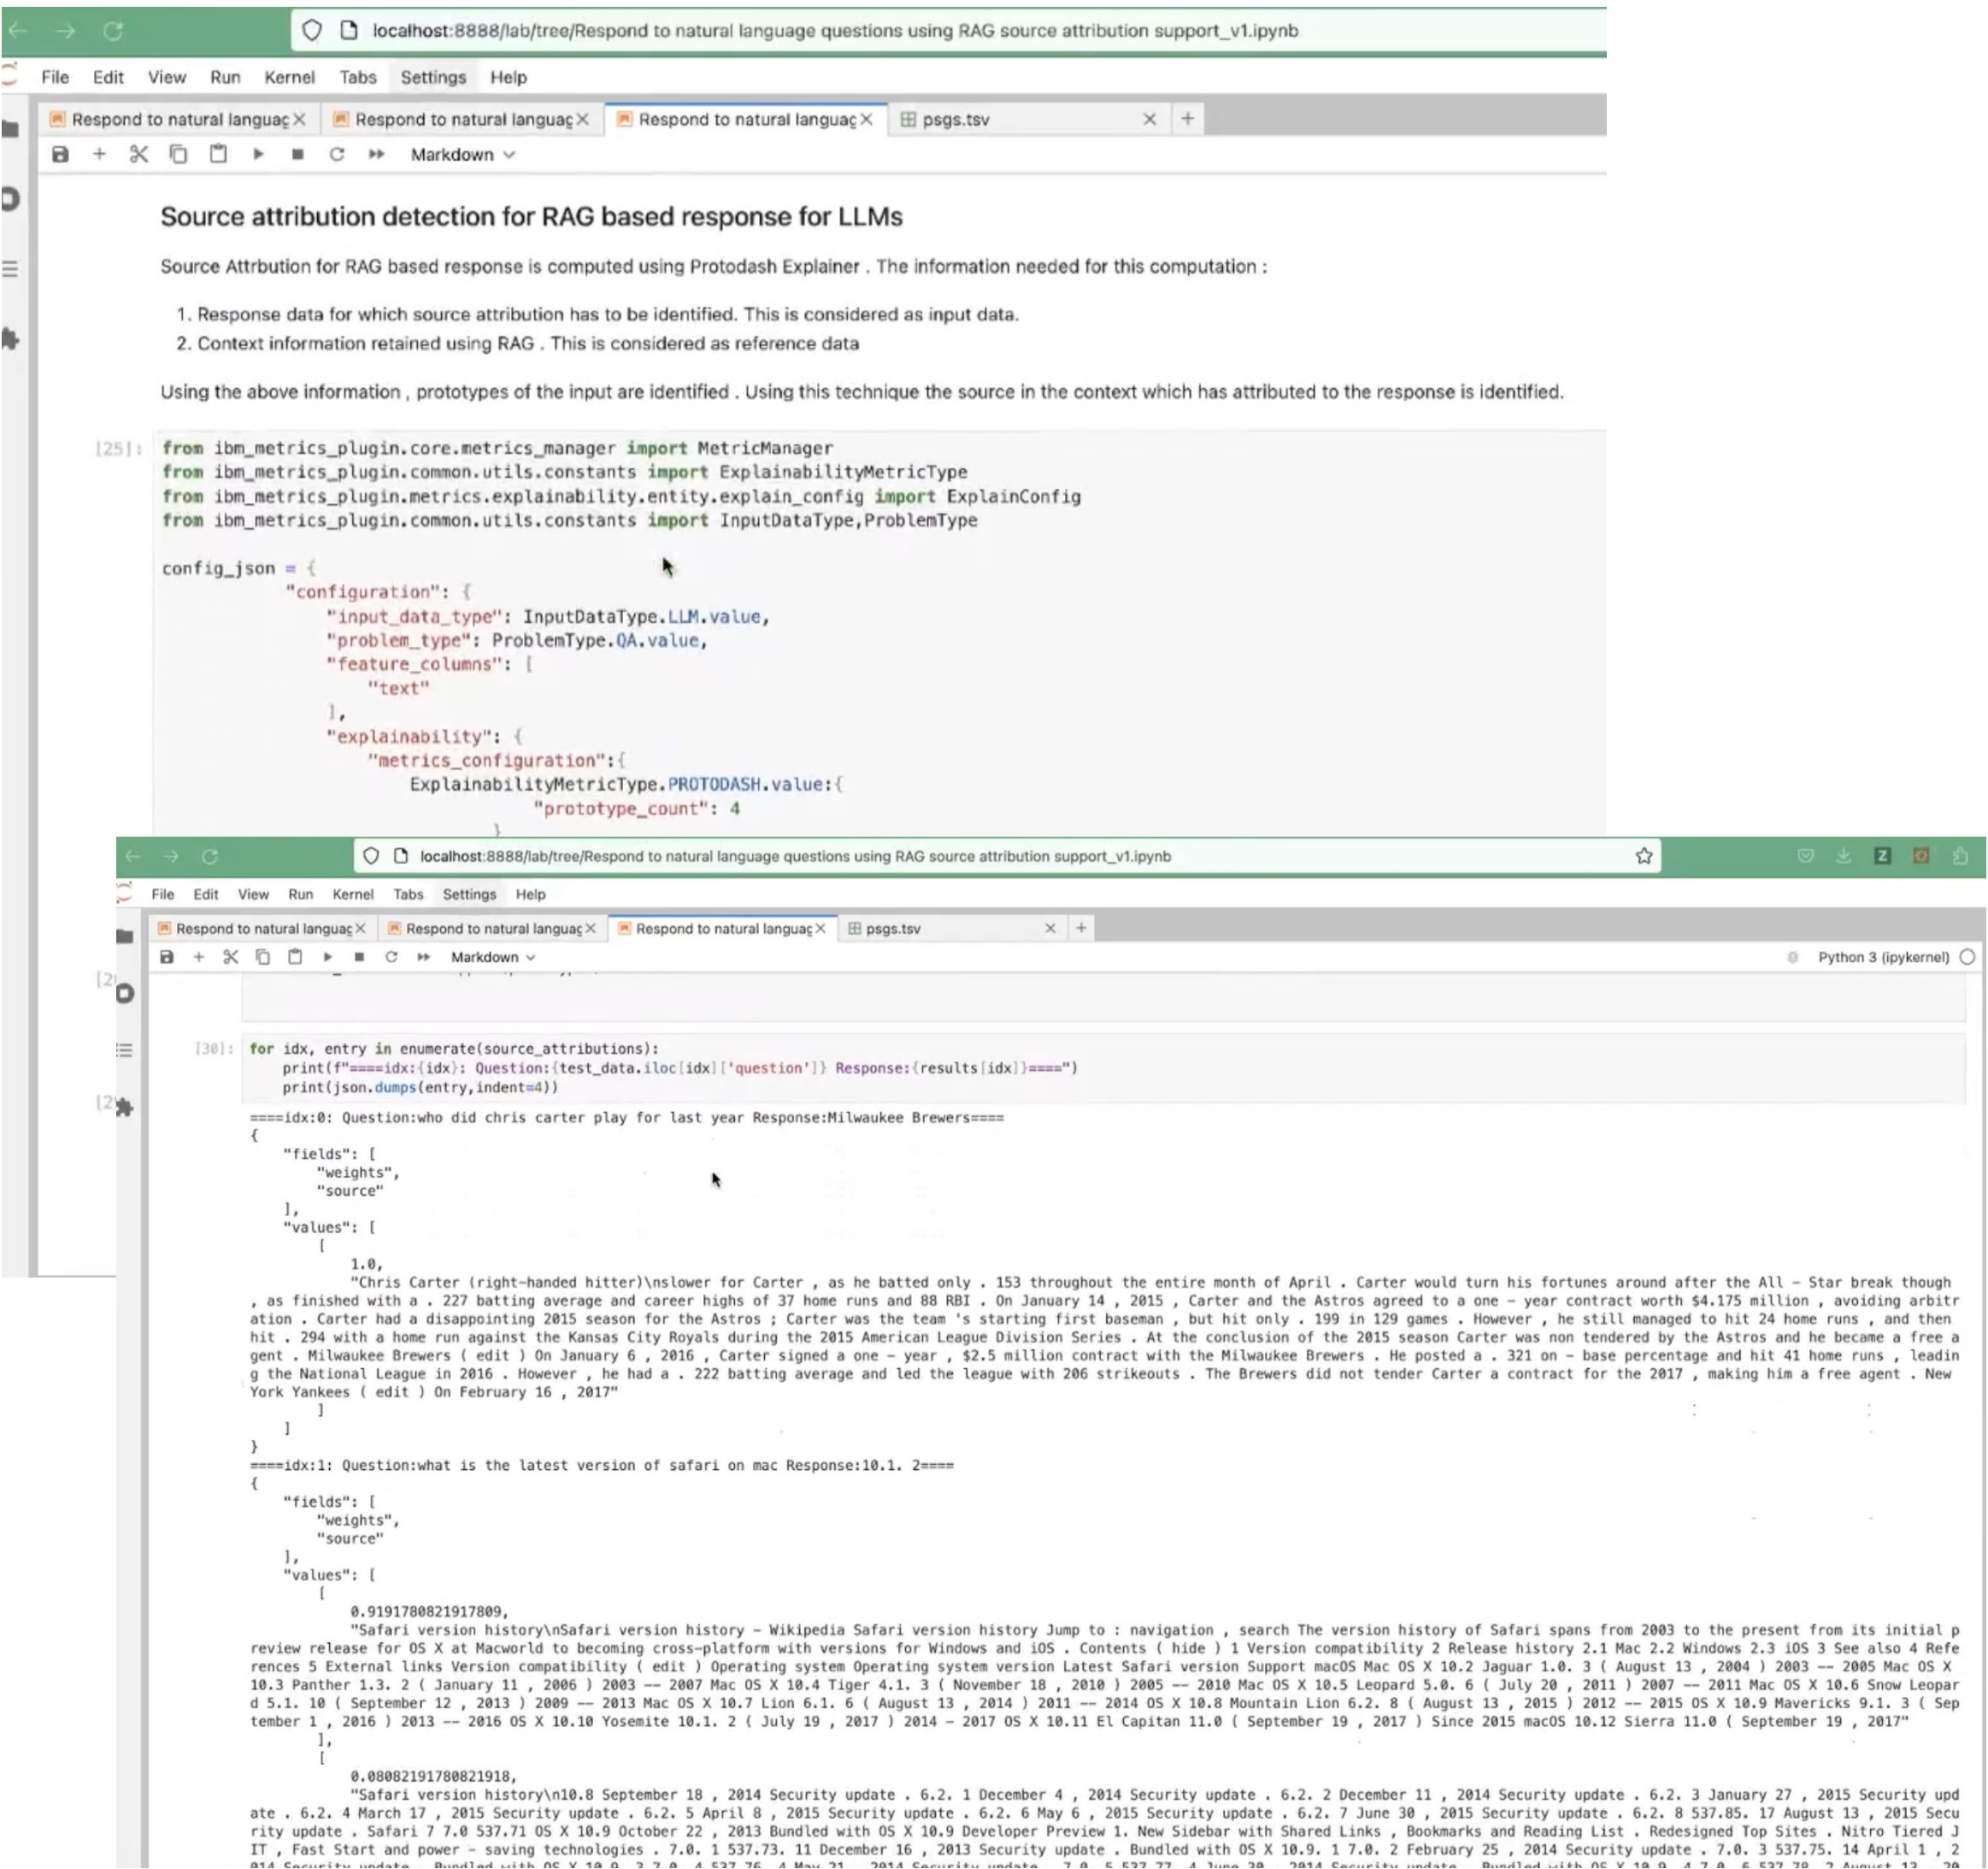 localhost:8888/lab/tree/Respond to natural language questions using RAG source attribution support_v1.ipynb
File Edit View Run Kernel Tabs Settings Help
Respond to natural languag Respond to natural languag Respond to natural languag psgs.tsv
Markdown
Source attribution detection for RAG based response for LLMs
Source Attrbution for RAG based response is computed using Protodash Explainer . The information needed for this computation :
1. Response data for which source attribution has to be identified. This is considered as input data.
2. Context information retained using RAG . This is considered as reference data
Using the above information , prototypes of the input are identified . Using this technique the source in the context which has attributed to the response is identified.
[25]: from ibm_metrics_plugin.core.metrics_manager import MetricManager
from ibm_metrics_plugin.common.utils.constants import ExplainabilityMetricType
from ibm_metrics_plugin.metrics.explainability.entity.explain_config import ExplainConfig
from ibm_metrics_plugin.common.utils.constants import InputDataType,ProblemType
config_json = {
"configuration": {
"input_data_type": InputDataType.LLM.value,
"problem_type": ProblemType.QA.value,
"feature_columns": [
"text"
],
"explainability": {
"metrics_configuration":{
ExplainabilityMetricType.PROTODASH.value:{
"prototype_count": 4
}
localhost:8888/lab/tree/Respond to natural language questions using RAG source attribution support_v1.ipynb
File Edit View Run Kernel Tabs Settings Help
Respond to natural languag Respond to natural languag Respond to natural languag psgs.tsv
Markdown Python 3 (ipykernel)
[30]: for idx, entry in enumerate(source_attributions):
print(f"====idx:{idx}: Question:{test_data.iloc[idx]['question']} Response:{results[idx]}====")
print(json.dumps(entry,indent=4))
====idx:0: Question:who did chris carter play for last year Response:Milwaukee Brewers====
{
"fields": [
"weights",
"source"
],
"values": [
[
1.0,
"Chris Carter (right-handed hitter)\nslower for Carter , as he batted only . 153 throughout the entire month of April . Carter would turn his fortunes around after the All - Star break though
, as finished with a . 227 batting average and career highs of 37 home runs and 88 RBI . On January 14 , 2015 , Carter and the Astros agreed to a one - year contract worth $4.175 million , avoiding arbitr
ation . Carter had a disappointing 2015 season for the Astros ; Carter was the team 's starting first baseman , but hit only . 199 in 129 games . However , he still managed to hit 24 home runs , and then
hit . 294 with a home run against the Kansas City Royals during the 2015 American League Division Series . At the conclusion of the 2015 season Carter was non tendered by the Astros and he became a free a
gent . Milwaukee Brewers ( edit ) On January 6 , 2016 , Carter signed a one - year , $2.5 million contract with the Milwaukee Brewers . He posted a . 321 on - base percentage and hit 41 home runs , leadin
g the National League in 2016 . However , he had a . 222 batting average and led the league with 206 strikeouts . The Brewers did not tender Carter a contract for the 2017 , making him a free agent . New
York Yankees ( edit ) On February 16 , 2017"
]
]
}
====idx:1: Question:what is the latest version of safari on mac Response:10.1. 2====
{
"fields": [
"weights",
"source"
],
"values": [
[
0.9191780821917809,
"Safari version history\nSafari version history - Wikipedia Safari version history Jump to : navigation , search The version history of Safari spans from 2003 to the present from its initial p
review release for OS X at Macworld to becoming cross-platform with versions for Windows and iOS . Contents ( hide ) 1 Version compatibility 2 Release history 2.1 Mac 2.2 Windows 2.3 iOS 3 See also 4 Refe
rences 5 External links Version compatibility ( edit ) Operating system Operating system version Latest Safari version Support macOS Mac OS X 10.2 Jaguar 1.0. 3 ( August 13 , 2004 ) 2003 -- 2005 Mac OS X
10.3 Panther 1.3. 2 ( January 11 , 2006 ) 2003 -- 2007 Mac OS X 10.4 Tiger 4.1. 3 ( November 18 , 2010 ) 2005 -- 2010 Mac OS X 10.5 Leopard 5.0. 6 ( July 20 , 2011 ) 2007 -- 2011 Mac OS X 10.6 Snow Leopar
d 5.1. 10 ( September 12 , 2013 ) 2009 -- 2013 Mac OS X 10.7 Lion 6.1. 6 ( August 13 , 2014 ) 2011 -- 2014 OS X 10.8 Mountain Lion 6.2. 8 ( August 13 , 2015 ) 2012 -- 2015 OS X 10.9 Mavericks 9.1. 3 ( Sep
tember 1 , 2016 ) 2013 -- 2016 OS X 10.10 Yosemite 10.1. 2 ( July 19 , 2017 ) 2014 - 2017 OS X 10.11 El Capitan 11.0 ( September 19 , 2017 ) Since 2015 macOS 10.12 Sierra 11.0 ( September 19 , 2017"
],
[
0.08082191780821918,
"Safari version history\n10.8 September 18 , 2014 Security update . 6.2. 1 December 4 , 2014 Security update . 6.2. 2 December 11 , 2014 Security update . 6.2. 3 January 27 , 2015 Security upd
ate . 6.2. 4 March 17 , 2015 Security update . 6.2. 5 April 8 , 2015 Security update . 6.2. 6 May 6 , 2015 Security update . 6.2. 7 June 30 , 2015 Security update . 6.2. 8 537.85. 17 August 13 , 2015 Secu
rity update . Safari 7 7.0 537.71 OS X 10.9 October 22 , 2013 Bundled with OS X 10.9 Developer Preview 1. New Sidebar with Shared Links , Bookmarks and Reading List . Redesigned Top Sites . Nitro Tiered J
IT , Fast Start and power - saving technologies . 7.0. 1 537.73. 11 December 16 , 2013 Security update . Bundled with OS X 10.9. 1 7.0. 2 February 25 , 2014 Security update . 7.0. 3 537.75. 14 April 1 , 2